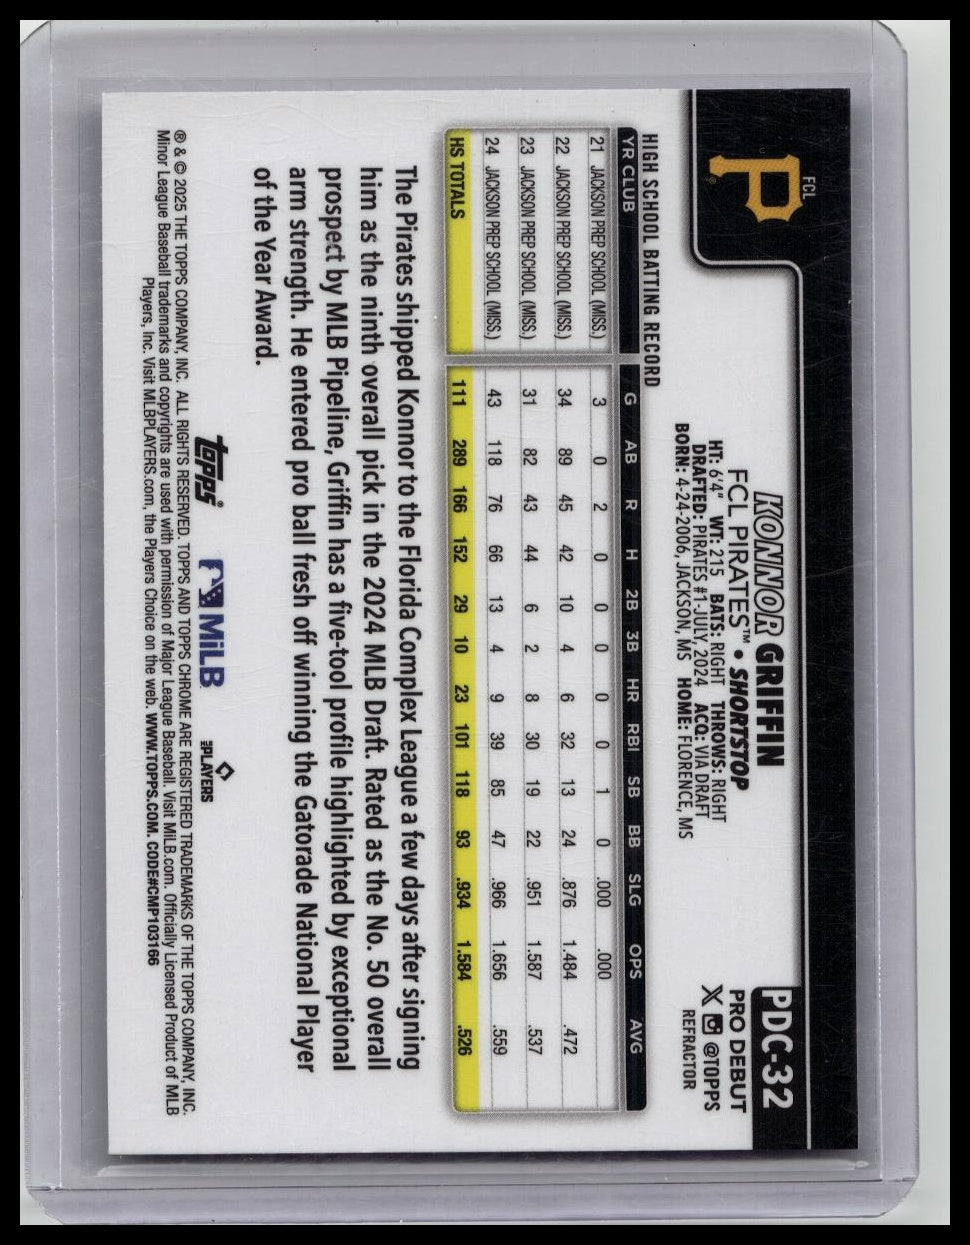 FCL
P
KONNOR GRIFFIN
FCL PIRATES™ • SHORTSTOP
HT: 6'4" WT: 215 BATS: RIGHT THROWS: RIGHT
DRAFTED: PIRATES #1-JULY, 2024 ACQ: VIA DRAFT
BORN: 4-24-2006, JACKSON, MS HOME: FLORENCE, MS
PDC-32
PRO DEBUT
X @TOPPS
REFRACTOR
HIGH SCHOOL BATTING RECORD
YR CLUB G AB R H 2B 3B HR RBI SB BB SLG OPS AVG
21 JACKSON PREP SCHOOL (MISS.) 3 0 2 0 0 0 0 0 1 0 .000 .000
22 JACKSON PREP SCHOOL (MISS.) 34 89 45 42 10 4 6 32 13 24 .876 1.484 .472
23 JACKSON PREP SCHOOL (MISS.) 31 82 43 44 6 2 8 30 19 22 .951 1.587 .537
24 JACKSON PREP SCHOOL (MISS.) 43 118 76 66 13 4 9 39 85 47 .966 1.656 .559
HS TOTALS 111 289 166 152 29 10 23 101 118 93 .934 1.584 .526
The Pirates shipped Konnor to the Florida Complex League a few days after signing
him as the ninth overall pick in the 2024 MLB Draft. Rated as the No. 50 overall
prospect by MLB Pipeline, Griffin has a five-tool profile highlighted by exceptional
arm strength. He entered pro ball fresh off winning the Gatorade National Player
of the Year Award.
topps® MiLB PLAYERS
® & © 2025 THE TOPPS COMPANY, INC. ALL RIGHTS RESERVED. TOPPS AND TOPPS CHROME ARE REGISTERED TRADEMARKS OF THE TOPPS COMPANY, INC.
Minor League Baseball trademarks and copyrights are used with permission of Major League Baseball. Visit MiLB.com. Officially Licensed Product of MLB
Players, Inc. Visit MLBPLAYERS.com, the Players Choice on the web. WWW.TOPPS.COM. CODE#CMP103166